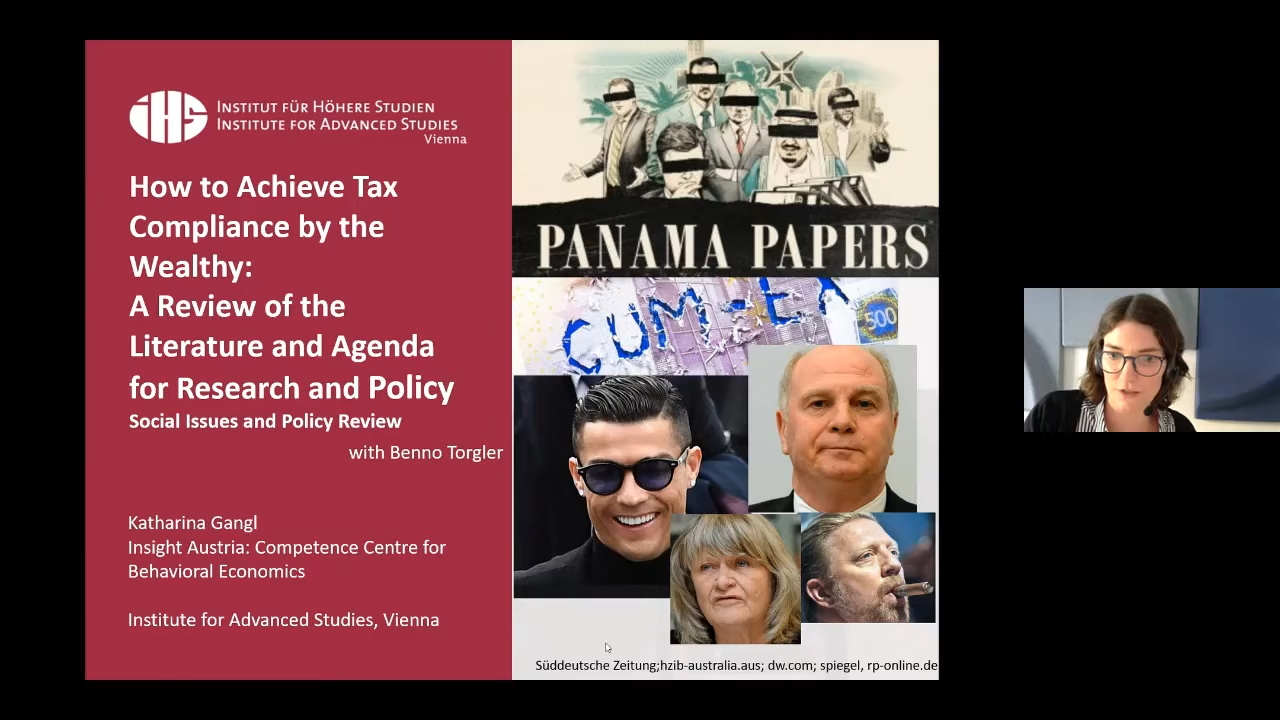 iHS
INSTITUT FÜR HÖHERE STUDIEN
INSTITUTE FOR ADVANCED STUDIES
Vienna
How to Achieve Tax
Compliance by the
Wealthy:
A Review of the
Literature and Agenda
for Research and Policy
Social Issues and Policy Review
with Benno Torgler
Katharina Gangl
Insight Austria: Competence Centre for
Behavioral Economics
Institute for Advanced Studies, Vienna
PANAMA PAPERS
CUM-EX
500
Süddeutsche Zeitung;hzib-australia.aus; dw.com; spiegel, rp-online.de